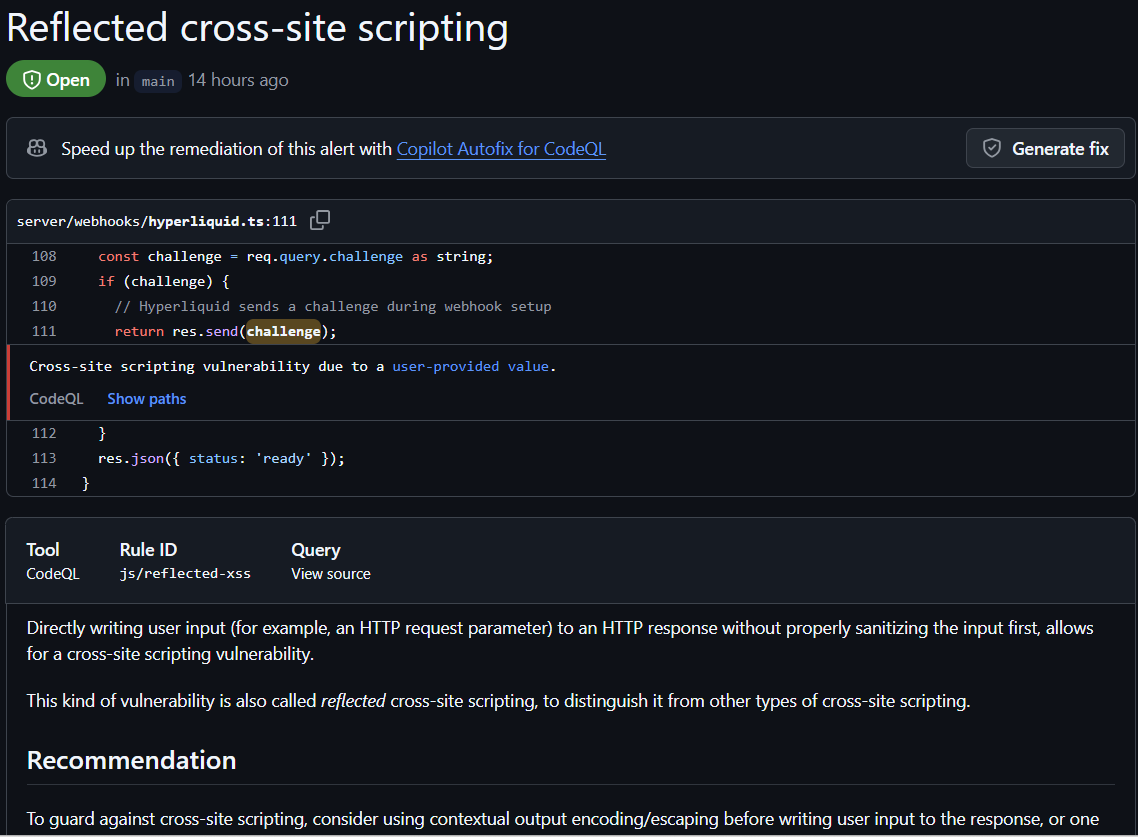 Reflected cross-site scripting
Open in main 14 hours ago
Speed up the remediation of this alert with Copilot Autofix for CodeQL Generate fix
server/webhooks/hyperliquid.ts:111
108 const challenge = req.query.challenge as string;
109 if (challenge) {
110 // Hyperliquid sends a challenge during webhook setup
111 return res.send(challenge);
Cross-site scripting vulnerability due to a user-provided value.
CodeQL Show paths
112 }
113 res.json({ status: 'ready' });
114 }
Tool Rule ID Query
CodeQL js/reflected-xss View source
Directly writing user input (for example, an HTTP request parameter) to an HTTP response without properly sanitizing the input first, allows
for a cross-site scripting vulnerability.
This kind of vulnerability is also called reflected cross-site scripting, to distinguish it from other types of cross-site scripting.
Recommendation
To guard against cross-site scripting, consider using contextual output encoding/escaping before writing user input to the response, or one